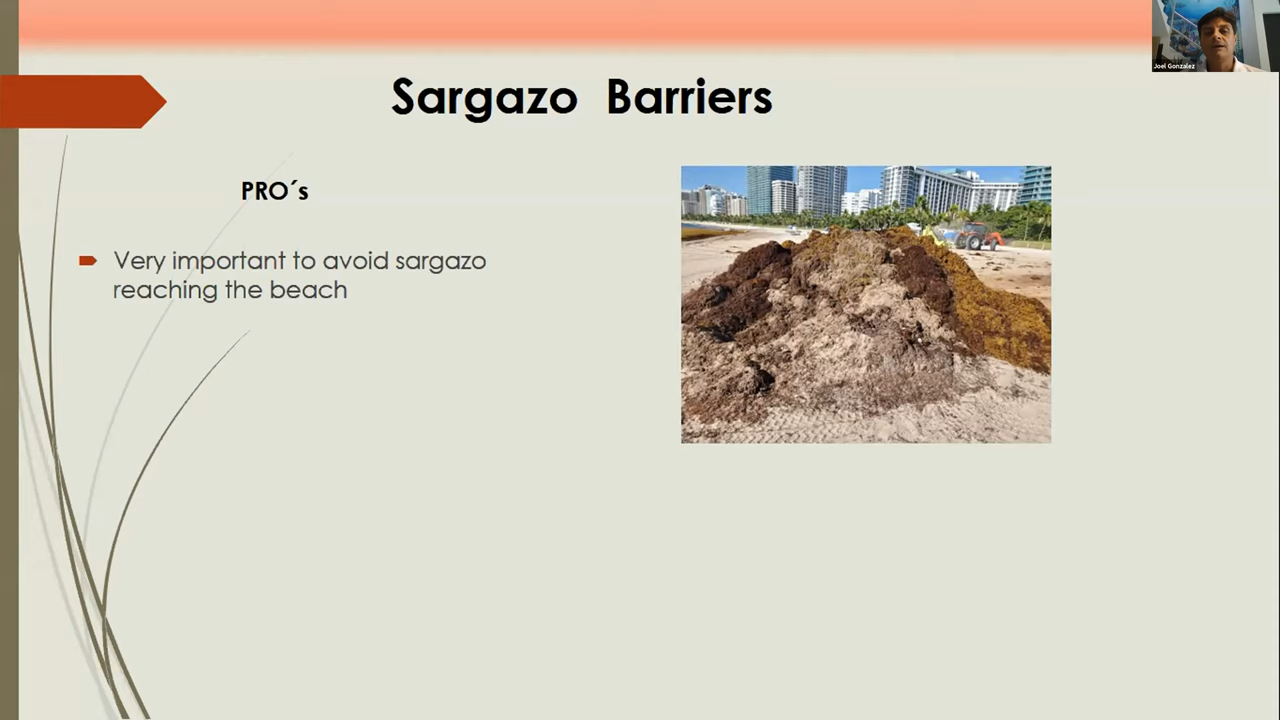 Joel Gonzalez
Sargazo Barriers
PRO´s
Very important to avoid sargazo
reaching the beach